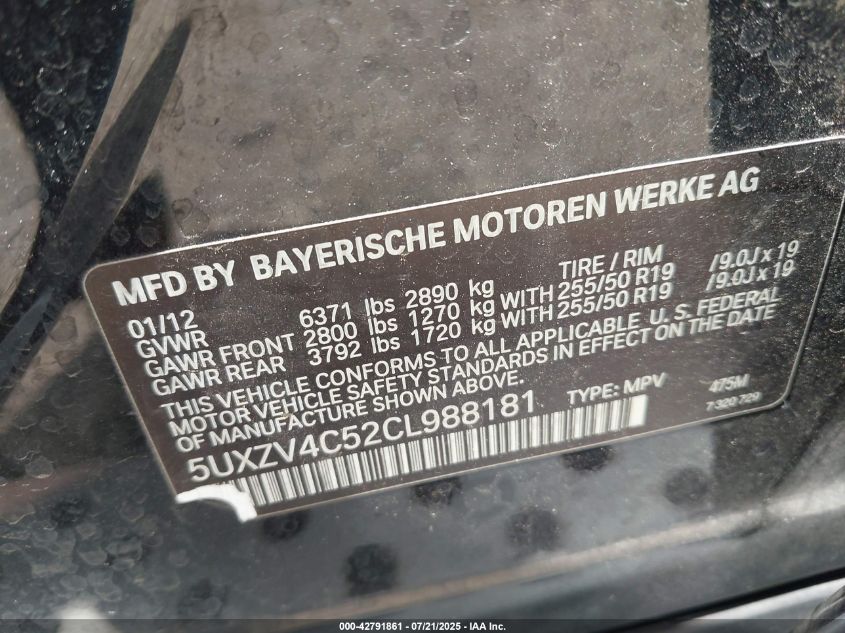 MFD BY BAYERISCHE MOTOREN WERKE AG
01/12 TIRE / RIM
GVWR 6371 lbs 2890 kg
GAWR FRONT 2800 lbs 1270 kg WITH 255/50 R19 /9.0J x 19
GAWR REAR 3792 lbs 1720 kg WITH 255/50 R19 /9.0J x 19
THIS VEHICLE CONFORMS TO ALL APPLICABLE U.S. FEDERAL
MOTOR VEHICLE SAFETY STANDARDS IN EFFECT ON THE DATE
OF MANUFACTURE SHOWN ABOVE.
5UXZV4C52CL988181 TYPE: MPV 475M
7 320 729
000-42791861 - 07/21/2025 - IAA Inc.